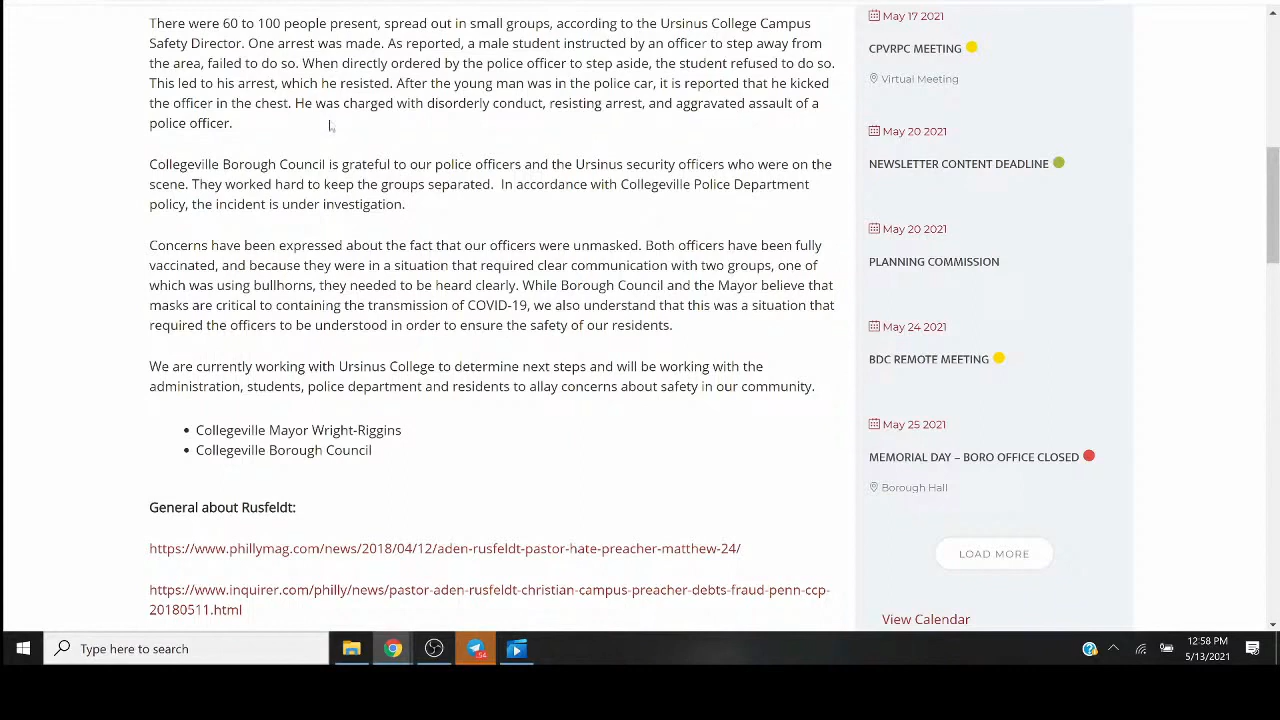 There were 60 to 100 people present, spread out in small groups, according to the Ursinus College Campus
Safety Director. One arrest was made. As reported, a male student instructed by an officer to step away from
the area, failed to do so. When directly ordered by the police officer to step aside, the student refused to do so.
This led to his arrest, which he resisted. After the young man was in the police car, it is reported that he kicked
the officer in the chest. He was charged with disorderly conduct, resisting arrest, and aggravated assault of a
police officer.
Collegeville Borough Council is grateful to our police officers and the Ursinus security officers who were on the
scene. They worked hard to keep the groups separated. In accordance with Collegeville Police Department
policy, the incident is under investigation.
Concerns have been expressed about the fact that our officers were unmasked. Both officers have been fully
vaccinated, and because they were in a situation that required clear communication with two groups, one of
which was using bullhorns, they needed to be heard clearly. While Borough Council and the Mayor believe that
masks are critical to containing the transmission of COVID-19, we also understand that this was a situation that
required the officers to be understood in order to ensure the safety of our residents.
We are currently working with Ursinus College to determine next steps and will be working with the
administration, students, police department and residents to allay concerns about safety in our community.
• Collegeville Mayor Wright-Riggins
• Collegeville Borough Council
General about Rusfeldt:
https://www.phillymag.com/news/2018/04/12/aden-rusfeldt-pastor-hate-preacher-matthew-24/
https://www.inquirer.com/philly/news/pastor-aden-rusfeldt-christian-campus-preacher-debts-fraud-penn-ccp-
20180511.html
May 17 2021
CPVRPC MEETING
Virtual Meeting
May 20 2021
NEWSLETTER CONTENT DEADLINE
May 20 2021
PLANNING COMMISSION
May 24 2021
BDC REMOTE MEETING
May 25 2021
MEMORIAL DAY – BORO OFFICE CLOSED
Borough Hall
LOAD MORE
View Calendar
Type here to search
54
12:58 PM
5/13/2021